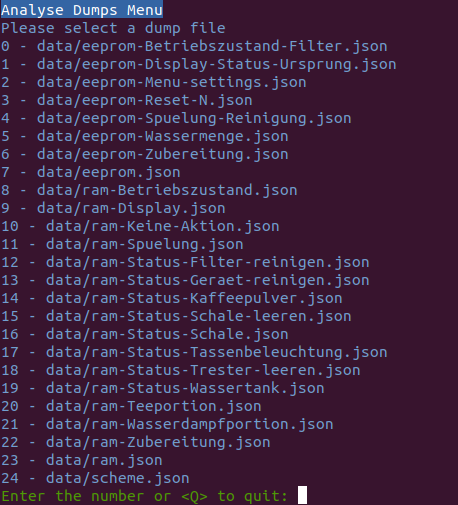 Analyse Dumps Menu
Please select a dump file
0 - data/eeprom-Betriebszustand-Filter.json
1 - data/eeprom-Display-Status-Ursprung.json
2 - data/eeprom-Menu-settings.json
3 - data/eeprom-Reset-N.json
4 - data/eeprom-Spuelung-Reinigung.json
5 - data/eeprom-Wassermenge.json
6 - data/eeprom-Zubereitung.json
7 - data/eeprom.json
8 - data/ram-Betriebszustand.json
9 - data/ram-Display.json
10 - data/ram-Keine-Aktion.json
11 - data/ram-Spuelung.json
12 - data/ram-Status-Filter-reinigen.json
13 - data/ram-Status-Geraet-reinigen.json
14 - data/ram-Status-Kaffeepulver.json
15 - data/ram-Status-Schale-leeren.json
16 - data/ram-Status-Schale.json
17 - data/ram-Status-Tassenbeleuchtung.json
18 - data/ram-Status-Trester-leeren.json
19 - data/ram-Status-Wassertank.json
20 - data/ram-Teeportion.json
21 - data/ram-Wasserdampfportion.json
22 - data/ram-Zubereitung.json
23 - data/ram.json
24 - data/scheme.json
Enter the number or <Q> to quit: